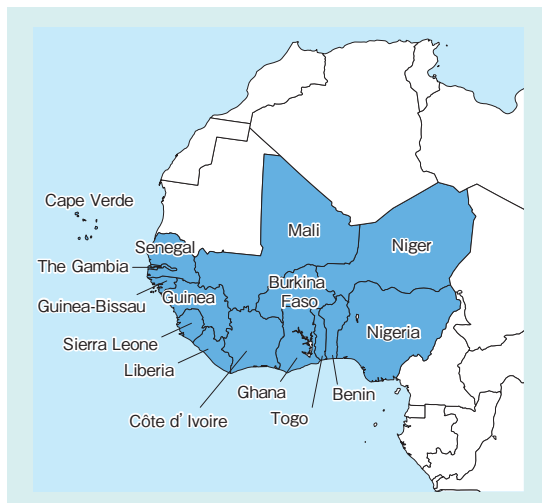 Cape Verde
Mali
Senegal
Niger
The Gambia
Burkina
Faso
Guinea
Guinea-Bissau
Nigeria
Sierra Leone
Liberia
Ghana
Benin
Togo
Côte d' Ivoire